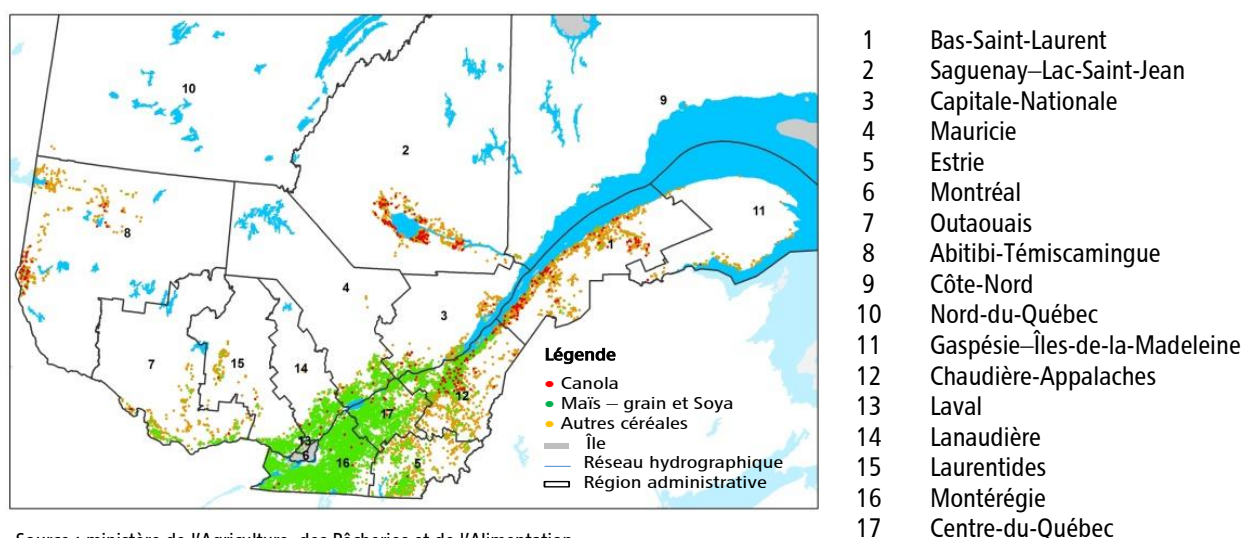 10
9
2
11
8
1
4
3
7
15
14
12
17
13
6
16
5
Légende
Canola
Maïs – grain et Soya
Autres céréales
Île
Réseau hydrographique
Région administrative
1 Bas-Saint-Laurent
2 Saguenay–Lac-Saint-Jean
3 Capitale-Nationale
4 Mauricie
5 Estrie
6 Montréal
7 Outaouais
8 Abitibi-Témiscamingue
9 Côte-Nord
10 Nord-du-Québec
11 Gaspésie–Îles-de-la-Madeleine
12 Chaudière-Appalaches
13 Laval
14 Lanaudière
15 Laurentides
16 Montérégie
17 Centre-du-Québec
Source : ministère de l'Agriculture, des Pêcheries et de l'Alimentation